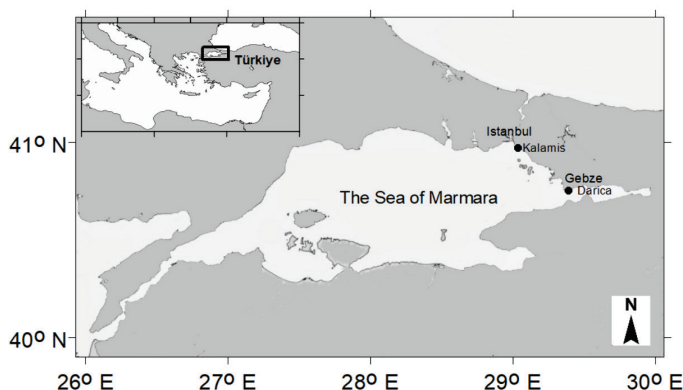 Türkiye
41° N
Istanbul
Kalamis
Gebze
Darica
The Sea of Marmara
N
40° N
26° E
27° E
28° E
29° E
30° E